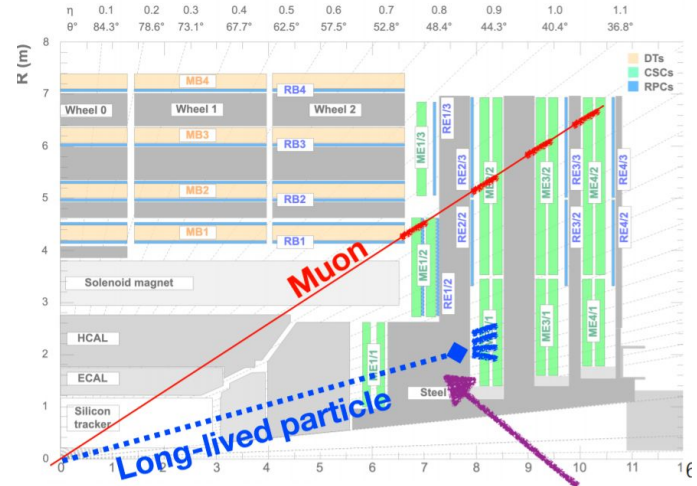 η 0.1 0.2 0.3 0.4 0.5 0.6 0.7 0.8 0.9 1.0 1.1
θ° 84.3° 78.6° 73.1° 67.7° 62.5° 57.5° 52.8° 48.4° 44.3° 40.4° 36.8°
R (m)
8
7
6
5
4
3
2
1
0
DTs
CSCs
RPCs
MB4
RB4
Wheel 0 Wheel 1 Wheel 2
MB3
RB3
MB2
RB2
MB1
RB1
ME1/3
RE1/3
RE2/3
ME3/2
ME4/2
RE3/3
RE4/3
RE2/2
RE3/2
RE4/2
ME1/2
RE1/2
Muon
Solenoid magnet
HCAL
ECAL
Silicon
tracker
ME1/1
ME3/1
ME4/1
Steel
Long-lived particle
0 1 2 3 4 5 6 7 8 9 10 11
6